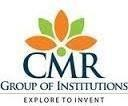 CMR
GROUP OF INSTITUTIONS
EXPLORE TO INVENT